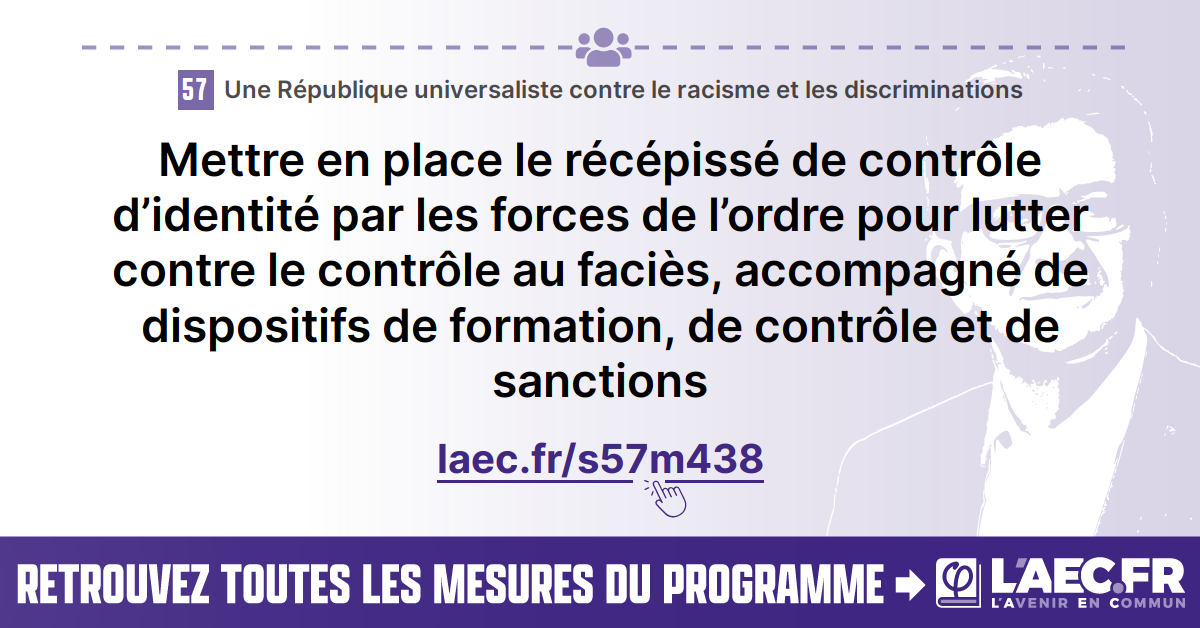 57 Une République universaliste contre le racisme et les discriminations
Mettre en place le récépissé de contrôle
d’identité par les forces de l’ordre pour lutter
contre le contrôle au faciès, accompagné de
dispositifs de formation, de contrôle et de
sanctions
laec.fr/s57m438
RETROUVEZ TOUTES LES MESURES DU PROGRAMME
L'AEC.FR
L'AVENIR EN COMMUN